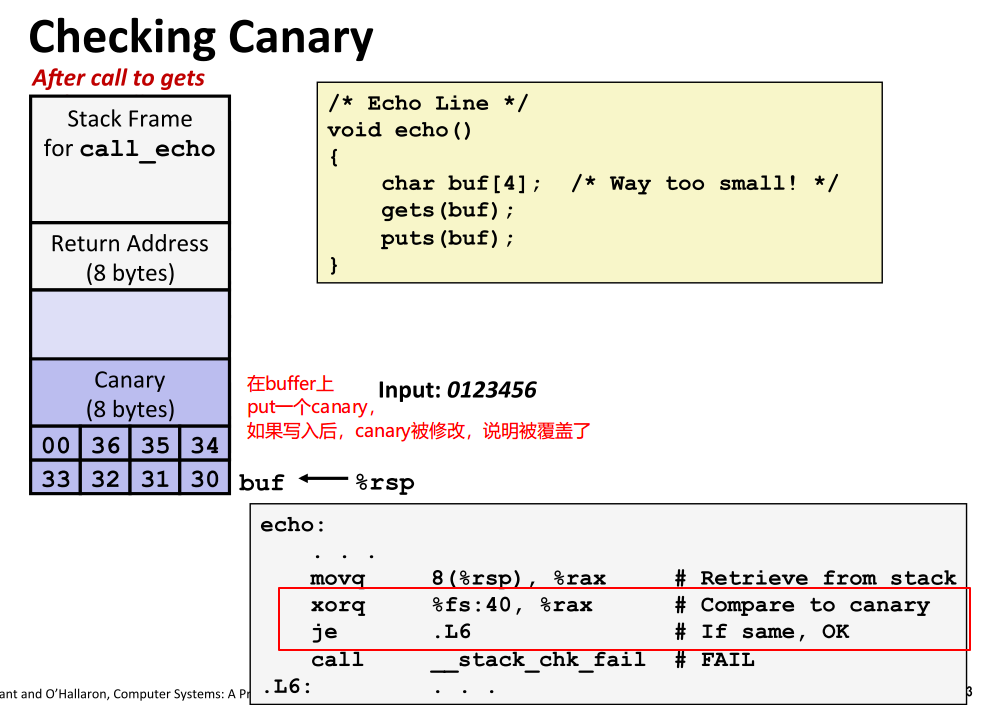 Checking Canary
After call to gets
Stack Frame
for call_echo
Return Address
(8 bytes)
Canary
(8 bytes)
00 36 35 34
33 32 31 30
buf
%rsp
/* Echo Line */
void echo()
{
    char buf[4];  /* Way too small! */
    gets(buf);
    puts(buf);
}
在buffer上
put一个canary，
如果写入后，canary被修改，说明被覆盖了
Input: 0123456
echo:
    . . .
    movq     8(%rsp), %rax      # Retrieve from stack
    xorq     %fs:40, %rax       # Compare to canary
    je       .L6                # If same, OK
    call     __stack_chk_fail   # FAIL
.L6:         . . .
ant and O'Hallaron, Computer Systems: A Pr
3